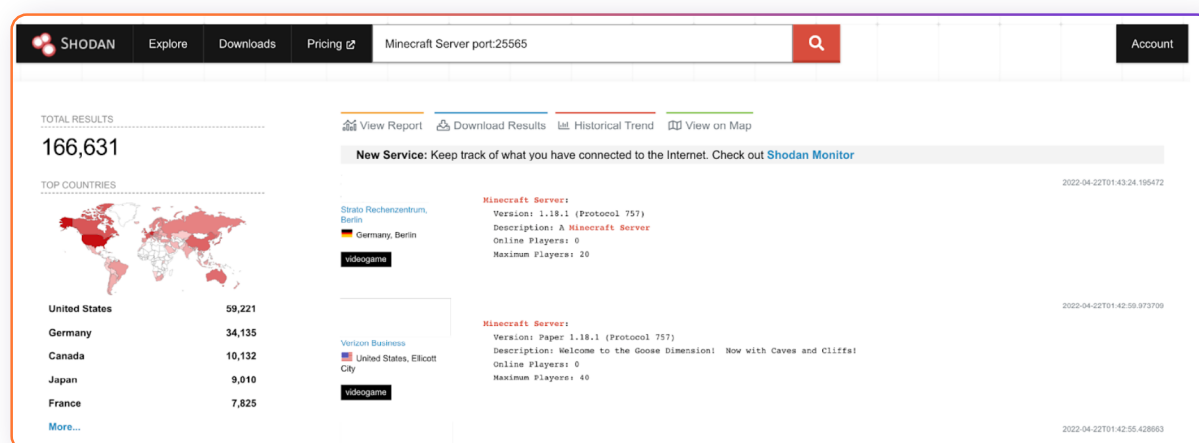 SHODAN Explore Downloads Pricing Minecraft Server port:25565 Account
TOTAL RESULTS
166,631
TOP COUNTRIES
United States 59,221
Germany 34,135
Canada 10,132
Japan 9,010
France 7,825
More...
View Report Download Results Historical Trend View on Map
New Service: Keep track of what you have connected to the Internet. Check out Shodan Monitor
2022-04-22T01:43:24.195472
Strato Rechenzentrum,
Berlin
Germany, Berlin
videogame
Minecraft Server:
Version: 1.18.1 (Protocol 757)
Description: A Minecraft Server
Online Players: 0
Maximum Players: 20
2022-04-22T01:42:59.973709
Verizon Business
United States, Ellicott
City
videogame
Minecraft Server:
Version: Paper 1.18.1 (Protocol 757)
Description: Welcome to the Goose Dimension! Now with Caves and Cliffs!
Online Players: 0
Maximum Players: 40
2022-04-22T01:42:55.428663